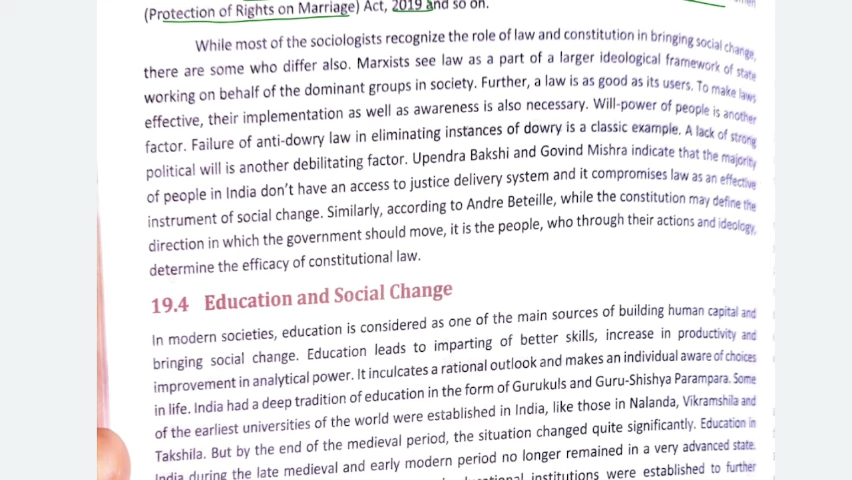 (Protection of Rights on Marriage) Act, 2019 and so on.
While most of the sociologists recognize the role of law and constitution in bringing social change,
there are some who differ also. Marxists see law as a part of a larger ideological framework of state
working on behalf of the dominant groups in society. Further, a law is as good as its users. To make laws
effective, their implementation as well as awareness is also necessary. Will-power of people is another
factor. Failure of anti-dowry law in eliminating instances of dowry is a classic example. A lack of strong
political will is another debilitating factor. Upendra Bakshi and Govind Mishra indicate that the majority
of people in India don't have an access to justice delivery system and it compromises law as an effective
instrument of social change. Similarly, according to Andre Beteille, while the constitution may define the
direction in which the government should move, it is the people, who through their actions and ideology,
determine the efficacy of constitutional law.
19.4 Education and Social Change
In modern societies, education is considered as one of the main sources of building human capital and
bringing social change. Education leads to imparting of better skills, increase in productivity and
improvement in analytical power. It inculcates a rational outlook and makes an individual aware of choices
in life. India had a deep tradition of education in the form of Gurukuls and Guru-Shishya Parampara. Some
of the earliest universities of the world were established in India, like those in Nalanda, Vikramshila and
Takshila. But by the end of the medieval period, the situation changed quite significantly. Education in
India during the late medieval and early modern period no longer remained in a very advanced state.
institutions were established to further